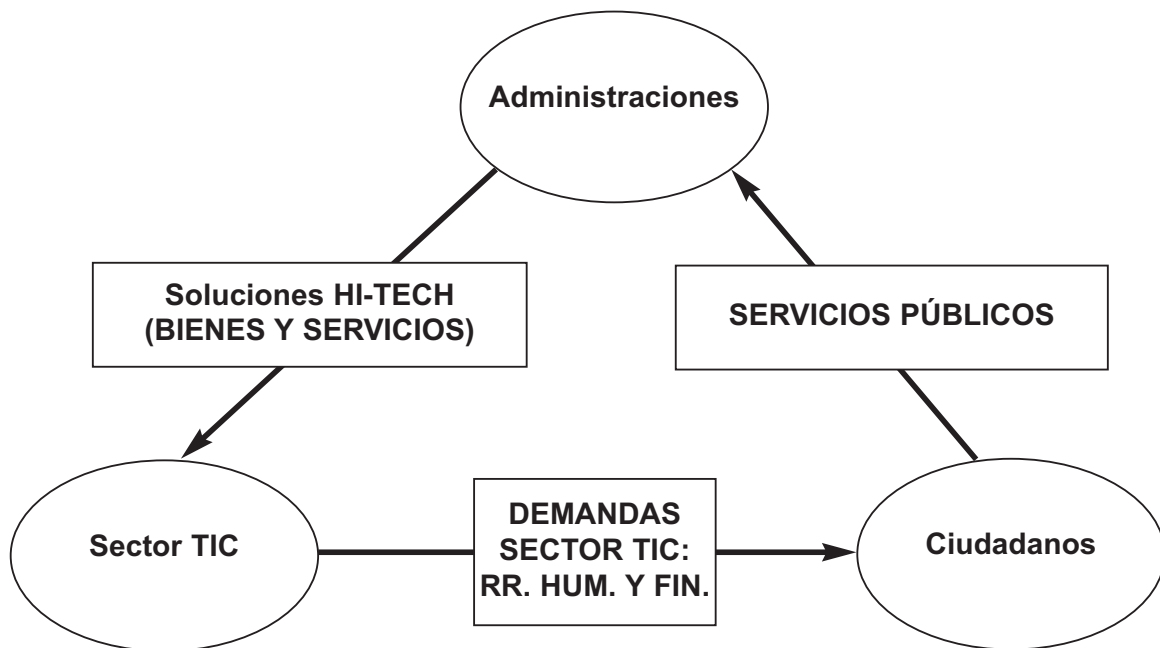 Administraciones
Soluciones HI-TECH
(BIENES Y SERVICIOS)
SERVICIOS PÚBLICOS
Sector TIC
DEMANDAS
SECTOR TIC:
RR. HUM. Y FIN.
Ciudadanos